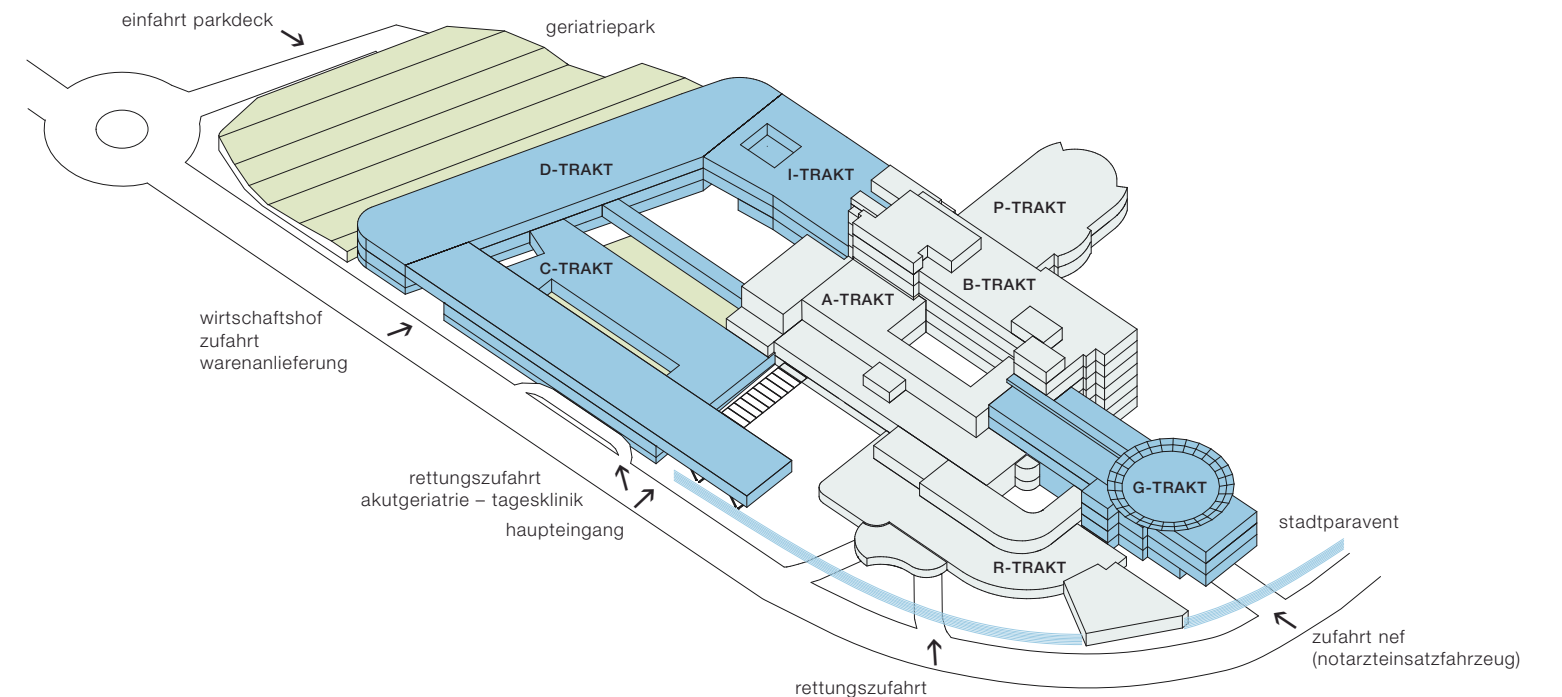 einfahrt parkdeck
geriatriepark
D-TRAKT
I-TRAKT
P-TRAKT
C-TRAKT
A-TRAKT
B-TRAKT
wirtschaftshof
zufahrt
warenanlieferung
rettungszufahrt
akutgeriatrie – tagesklinik
haupteingang
G-TRAKT
stadtparavent
R-TRAKT
zufahrt nef
(notarzteinsatzfahrzeug)
rettungszufahrt